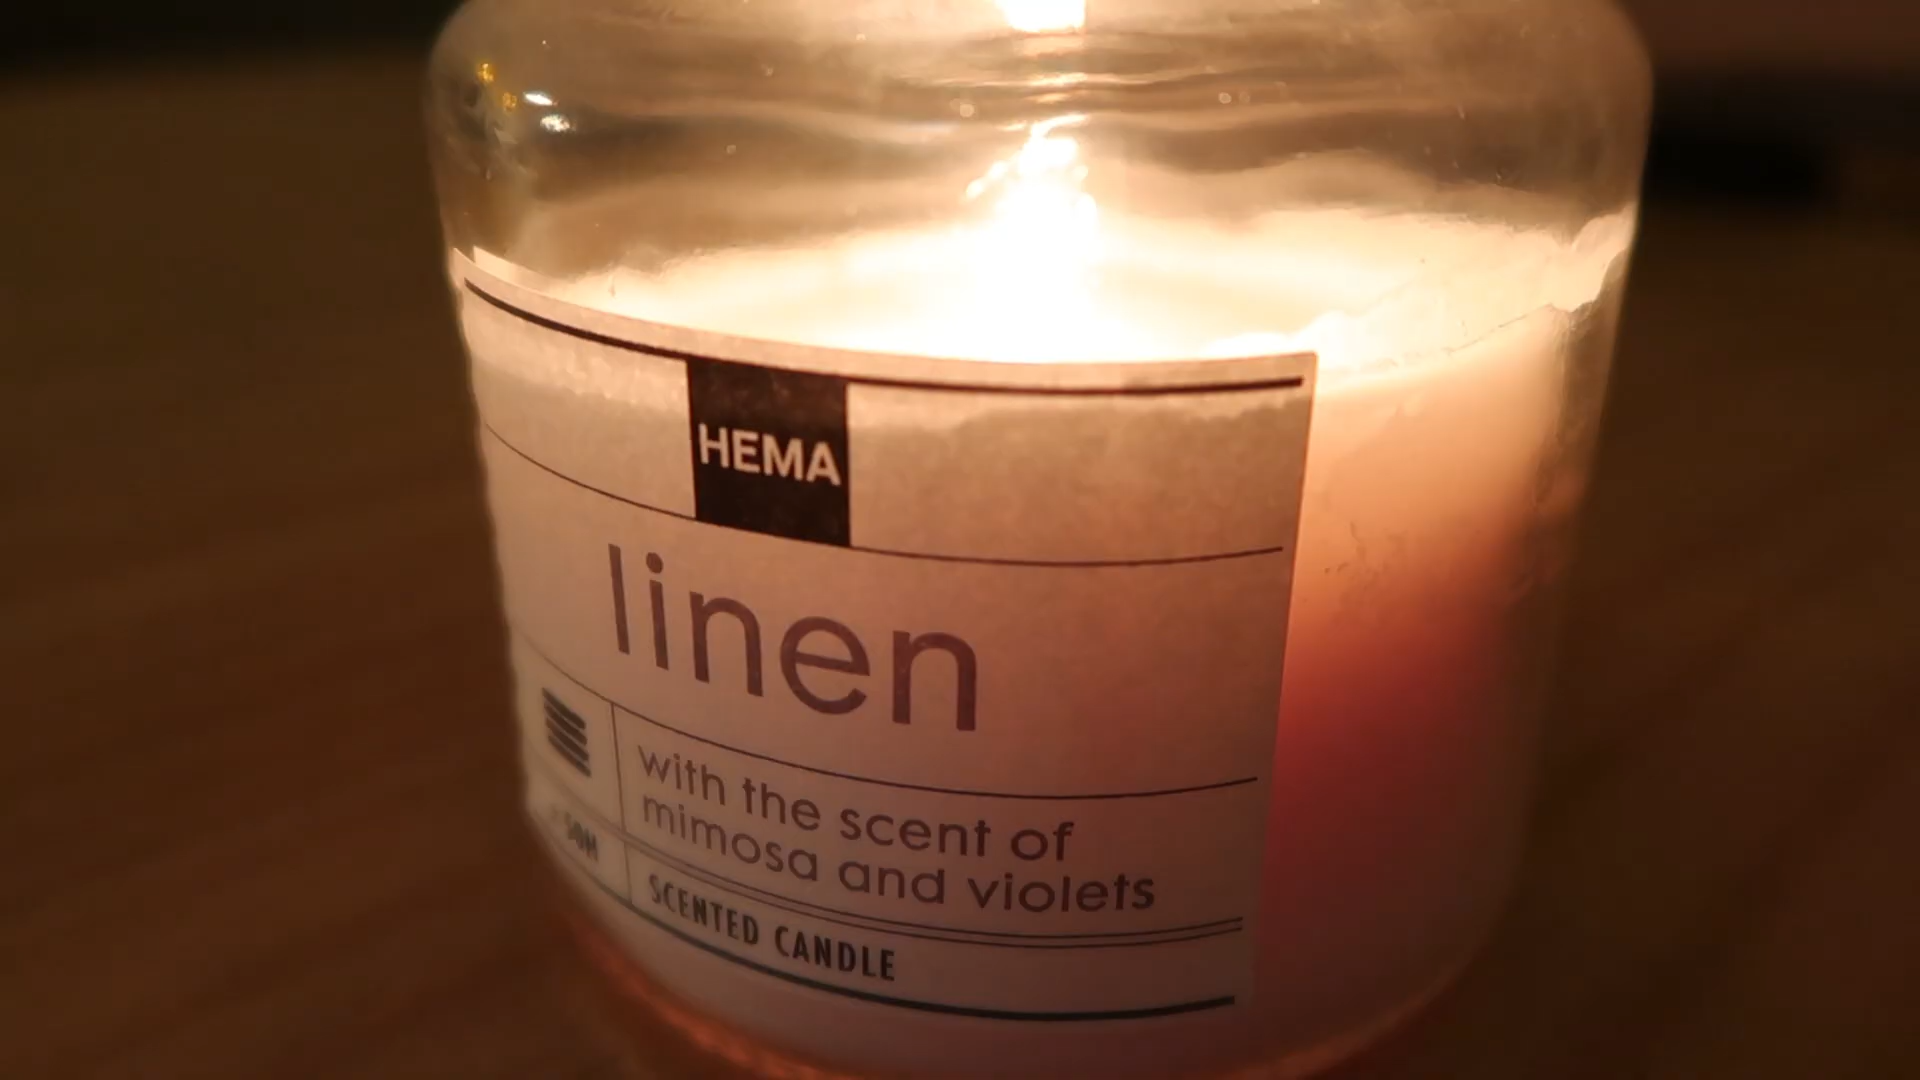 HEMA
linen
with the scent of
mimosa and violets
SCENTED CANDLE